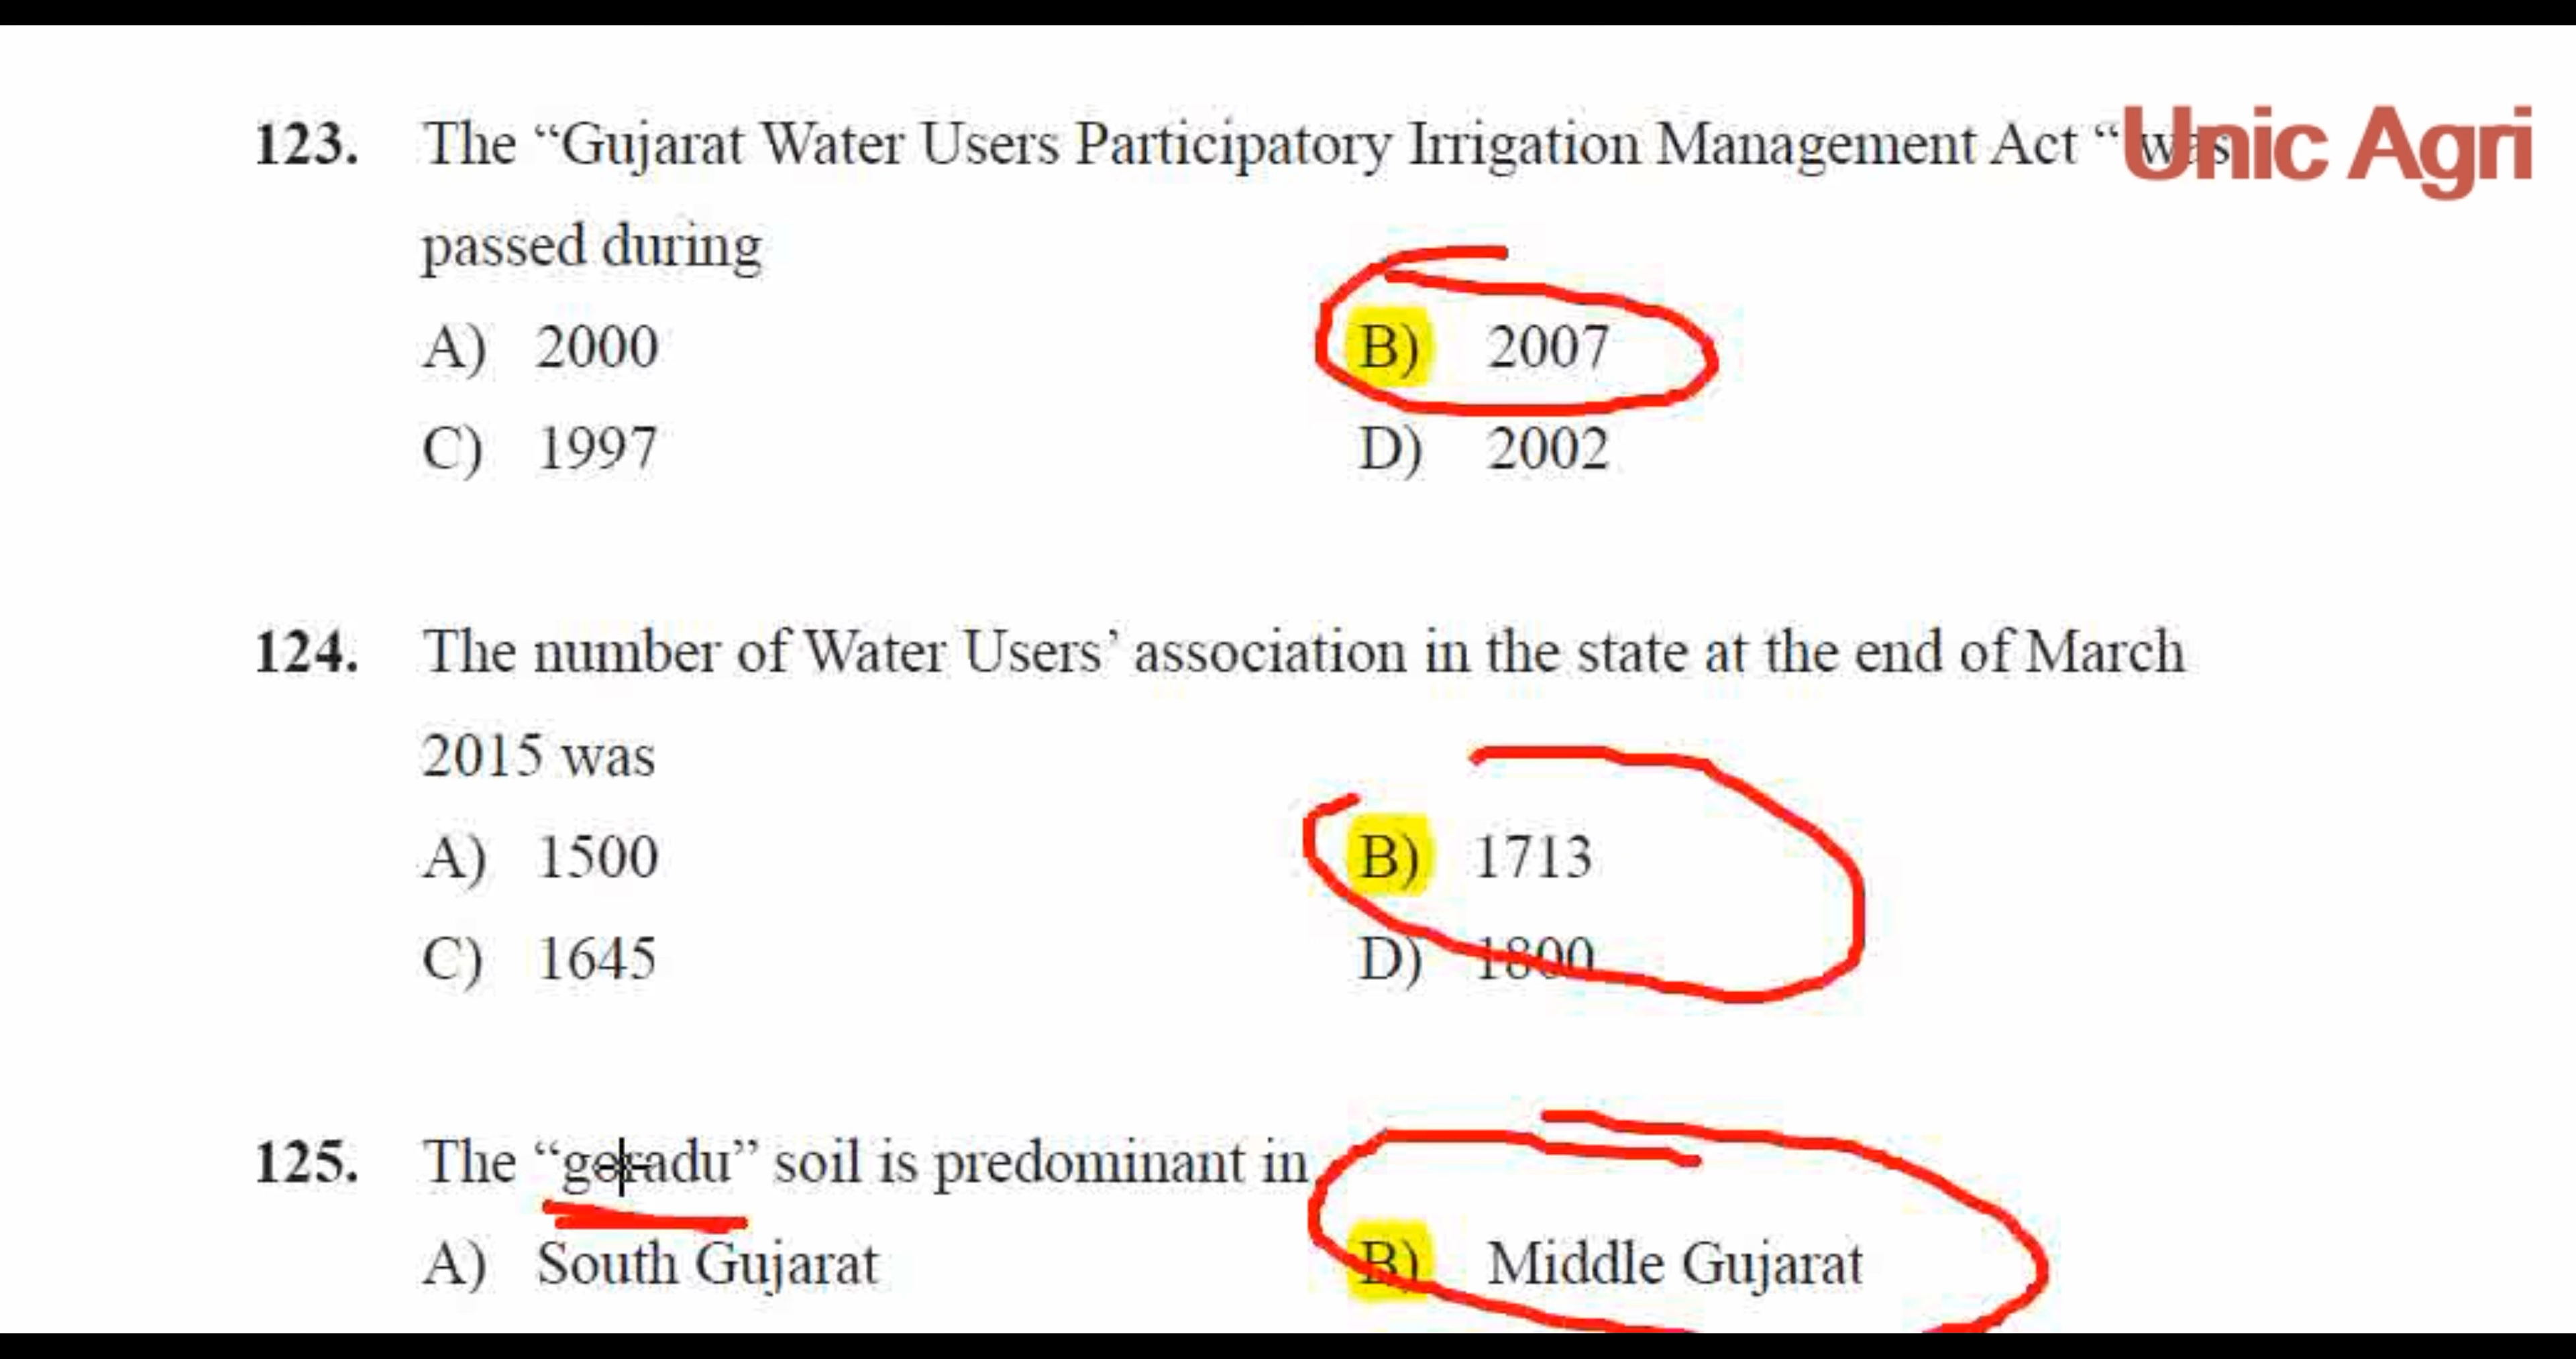 Unic Agri
123. The “Gujarat Water Users Participatory Irrigation Management Act “ was
passed during
A) 2000 B) 2007
C) 1997 D) 2002
124. The number of Water Users’ association in the state at the end of March
2015 was
A) 1500 B) 1713
C) 1645 D) 1800
125. The “goradu” soil is predominant in
A) South Gujarat B) Middle Gujarat